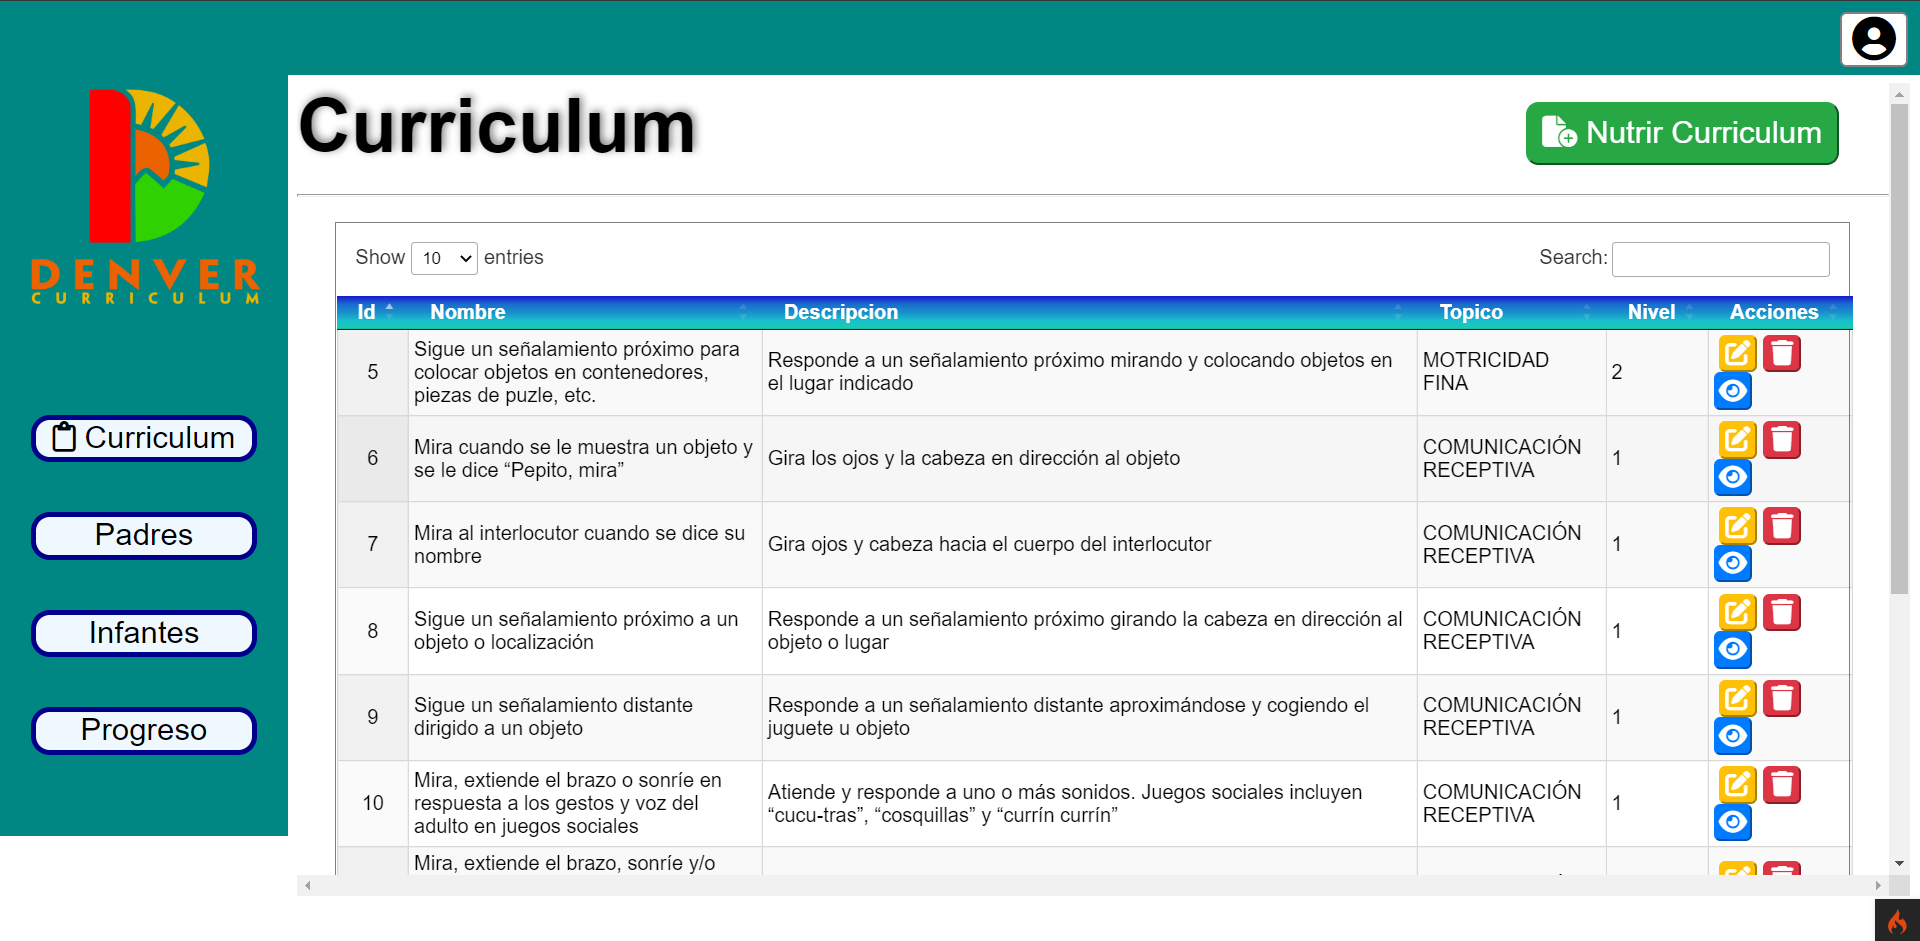 DENVER
CURRICULUM
Curriculum
Padres
Infantes
Progreso
Curriculum
Nutrir Curriculum
Show 10 entries
Search:
Id Nombre Descripcion Topico Nivel Acciones
5
Sigue un señalamiento próximo para
colocar objetos en contenedores,
piezas de puzle, etc.
Responde a un señalamiento próximo mirando y colocando objetos en
el lugar indicado
MOTRICIDAD
FINA
2
6
Mira cuando se le muestra un objeto y
se le dice “Pepito, mira”
Gira los ojos y la cabeza en dirección al objeto
COMUNICACIÓN
RECEPTIVA
1
7
Mira al interlocutor cuando se dice su
nombre
Gira ojos y cabeza hacia el cuerpo del interlocutor
COMUNICACIÓN
RECEPTIVA
1
8
Sigue un señalamiento próximo a un
objeto o localización
Responde a un señalamiento próximo girando la cabeza en dirección al
objeto o lugar
COMUNICACIÓN
RECEPTIVA
1
9
Sigue un señalamiento distante
dirigido a un objeto
Responde a un señalamiento distante aproximándose y cogiendo el
juguete u objeto
COMUNICACIÓN
RECEPTIVA
1
10
Mira, extiende el brazo o sonríe en
respuesta a los gestos y voz del
adulto en juegos sociales
Atiende y responde a uno o más sonidos. Juegos sociales incluyen
“cucu-tras”, “cosquillas” y “currín currín”
COMUNICACIÓN
RECEPTIVA
1
Mira, extiende el brazo, sonríe y/o